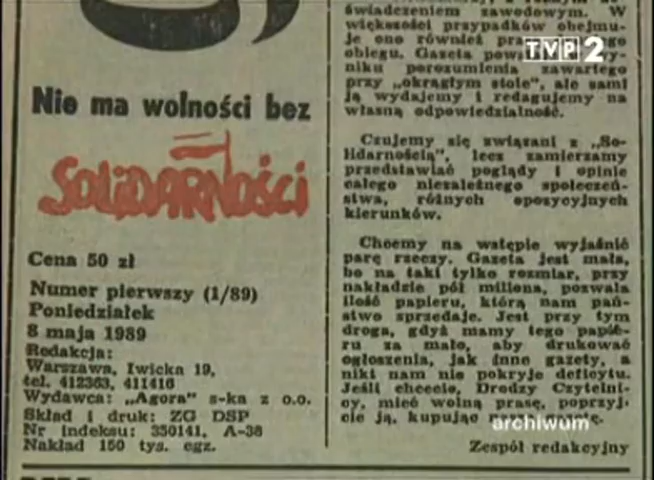 Nie ma wolności bez
SOLIDARNOŚCI
Cena 50 zł
Numer pierwszy (1/89)
Poniedziałek
8 maja 1989
Redakcja:
Warszawa, Iwicka 19,
tel. 412363, 411416
Wydawca: „Agora" s-ka z o.o.
Skład i druk: ZG DSP
Nr indeksu: 350141, A-38
Nakład 150 tys. egz.
świadczeniem zawodowym. W
większości przypadków obejmu-
je ono również
obiegu. Gazeta
niku porozumienia zawartego
przy „okrągłym stole", ale sami
ją wydajemy i redagujemy na
własną odpowiedzialność.
Czujemy się związani z „So-
lidarnością", lecz zamierzamy
przedstawiać poglądy i opinie
całego niezależnego społeczeń-
stwa, różnych opozycyjnych
kierunków.
Chcemy na wstępie wyjaśnić
parę rzeczy. Gazeta jest mała,
bo na taki tylko rozmiar, przy
nakładzie pół miliona, pozwala
ilość papieru, którą nam pań-
stwo sprzedaje. Jest przy tym
droga, gdyż mamy tego papie-
ru za mało, aby drukować
ogłoszenia, jak inne gazety, a
nikt nam nie pokryje deficytu.
Jeśli chcecie, Drodzy Czytelni-
cy, mieć wolną prasę, poprzyj-
cie ją, kupując
Zespół redakcyjny
TVP2
archiwum